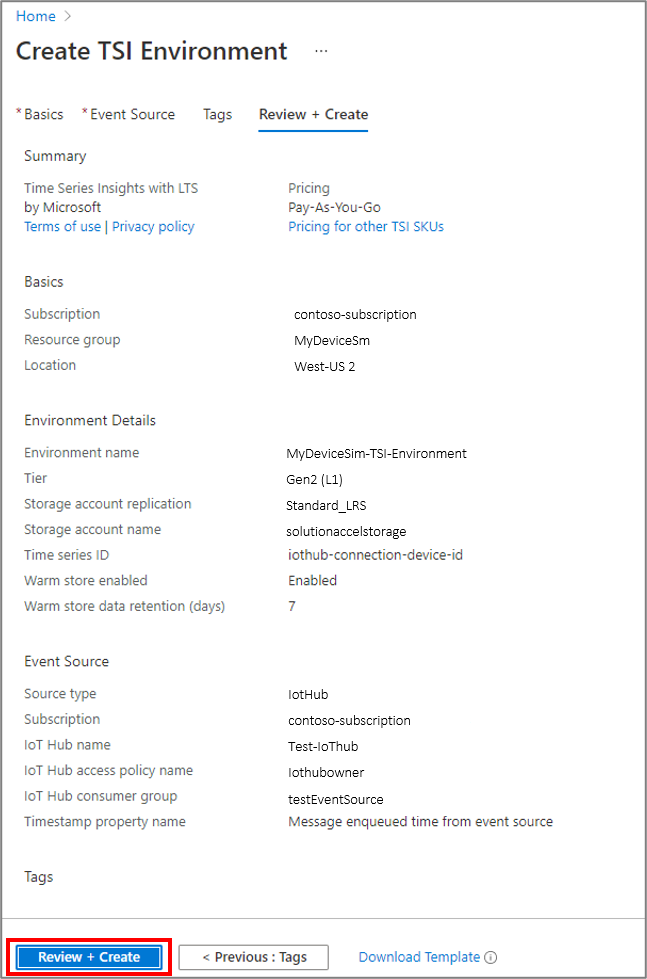 Home >
Create TSI Environment ...
* Basics * Event Source Tags Review + Create
Summary
Time Series Insights with LTS Pricing
by Microsoft Pay-As-You-Go
Terms of use | Privacy policy Pricing for other TSI SKUs
Basics
Subscription contoso-subscription
Resource group MyDeviceSm
Location West-US 2
Environment Details
Environment name MyDeviceSim-TSI-Environment
Tier Gen2 (L1)
Storage account replication Standard_LRS
Storage account name solutionaccelstorage
Time series ID iothub-connection-device-id
Warm store enabled Enabled
Warm store data retention (days) 7
Event Source
Source type IotHub
Subscription contoso-subscription
IoT Hub name Test-IoThub
IoT Hub access policy name Iothubowner
IoT Hub consumer group testEventSource
Timestamp property name Message enqueued time from event source
Tags
Review + Create < Previous : Tags Download Template